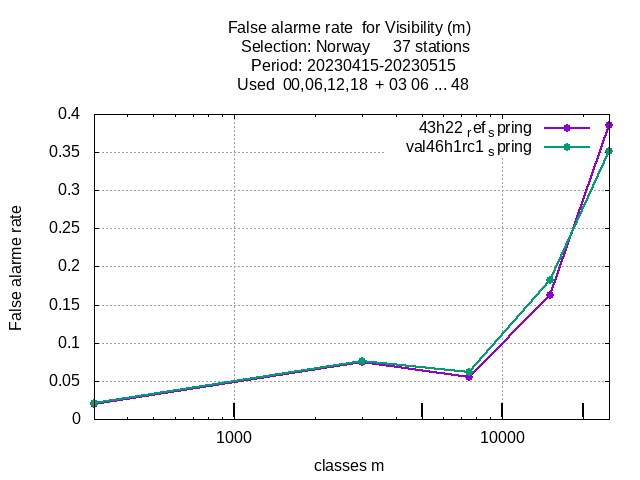 False alarme rate for Visibility (m)
Selection: Norway 37 stations
Period: 20230415-20230515
Used 00,06,12,18 + 03 06 ... 48
43h22 ref spring
val46h1rc1 spring
0.4
0.35
0.3
0.25
0.2
0.15
0.1
0.05
0
False alarme rate
1000
10000
classes m